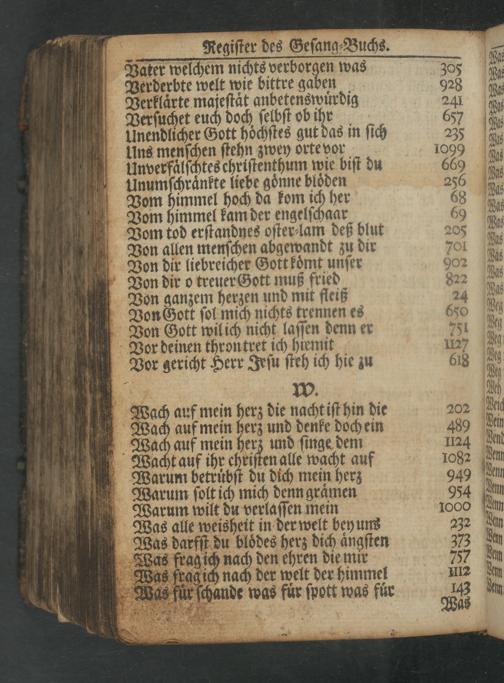 Register des Gesang-Buchs.
Vater welchem nichts verborgen was 305
Verderbte welt wie bittre gaben 928
Verklärte majestät anbetenswürdig 241
Versuchet euch doch selbst ob ihr 657
Unendlicher Gott höchstes gut das in sich 235
Uns menschen stehn zwey orte vor 1099
Unverfälschtes christenthum wie bist du 669
Unumschränkte liebe gönne blöden 256
Vom himmel hoch da kom ich her 68
Vom himmel kam der engelschaar 69
Vom tod erstandnes oster-lam deß blut 205
Von allen menschen abgewandt zu dir 701
Von dir liebreicher Gott kömt unser 902
Von dir o treuer Gott muß fried 822
Von ganzem herzen und mit fleiß 24
Von Gott sol mich nichts trennen es 650
Von Gott wil ich nicht lassen denn er 751
Vor deinen thron tret ich hiemit 1127
Vor gericht Herr Jesu steh ich hie zu 618
W.
Wach auf mein herz die nacht ist hin die 202
Wach auf mein herz und denke doch ein 489
Wach auf mein herz und singe dem 1124
Wacht auf ihr christen alle wacht auf 1082
Warum betrübst du dich mein herz 949
Warum solt ich mich denn grämen 954
Warum wilt du verlassen mein 1000
Was alle weisheit in der welt bey uns 232
Was darfst du blödes herz dich ängsten 373
Was frag ich nach den ehren die mir 757
Was frag ich nach der welt der himmel 1112
Was für schande was für spott was für 143
Was